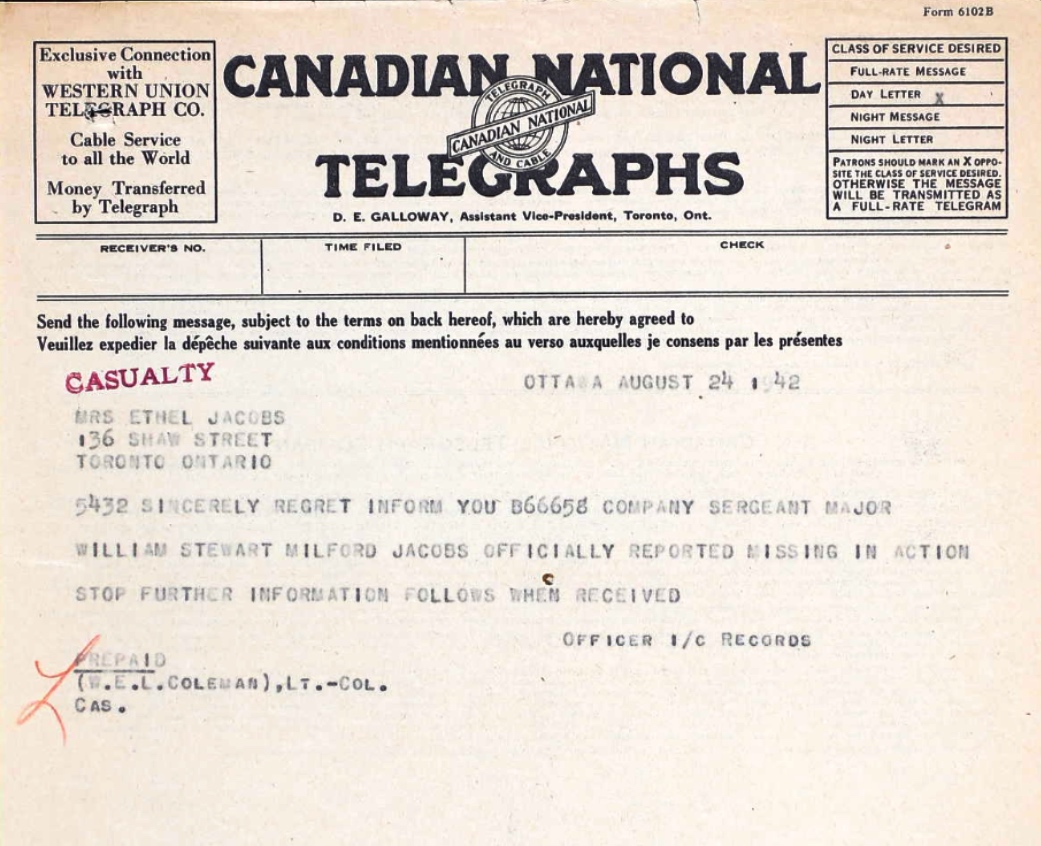 Form 6102B
Exclusive Connection
with
WESTERN UNION
TELEGRAPH CO.
Cable Service
to all the World
Money Transferred
by Telegraph
CANADIAN NATIONAL
TELEGRAPH
CANADIAN NATIONAL
AND CABLE
TELEGRAPHS
D. E. GALLOWAY, Assistant Vice-President, Toronto, Ont.
CLASS OF SERVICE DESIRED
FULL-RATE MESSAGE
DAY LETTER X
NIGHT MESSAGE
NIGHT LETTER
PATRONS SHOULD MARK AN X OPPO-
SITE THE CLASS OF SERVICE DESIRED.
OTHERWISE THE MESSAGE
WILL BE TRANSMITTED AS
A FULL-RATE TELEGRAM
RECEIVER'S NO. TIME FILED CHECK
Send the following message, subject to the terms on back hereof, which are hereby agreed to
Veuillez expedier la dépêche suivante aux conditions mentionnées au verso auxquelles je consens par les présentes
CASUALTY
OTTAWA AUGUST 24 1942
MRS ETHEL JACOBS
136 SHAW STREET
TORONTO ONTARIO
5432 SINCERELY REGRET INFORM YOU B66658 COMPANY SERGEANT MAJOR
WILLIAM STEWART MILFORD JACOBS OFFICIALLY REPORTED MISSING IN ACTION
STOP FURTHER INFORMATION FOLLOWS WHEN RECEIVED
OFFICER I/C RECORDS
PREPAID
(W.E.L.COLEMAN),LT.-COL.
CAS.